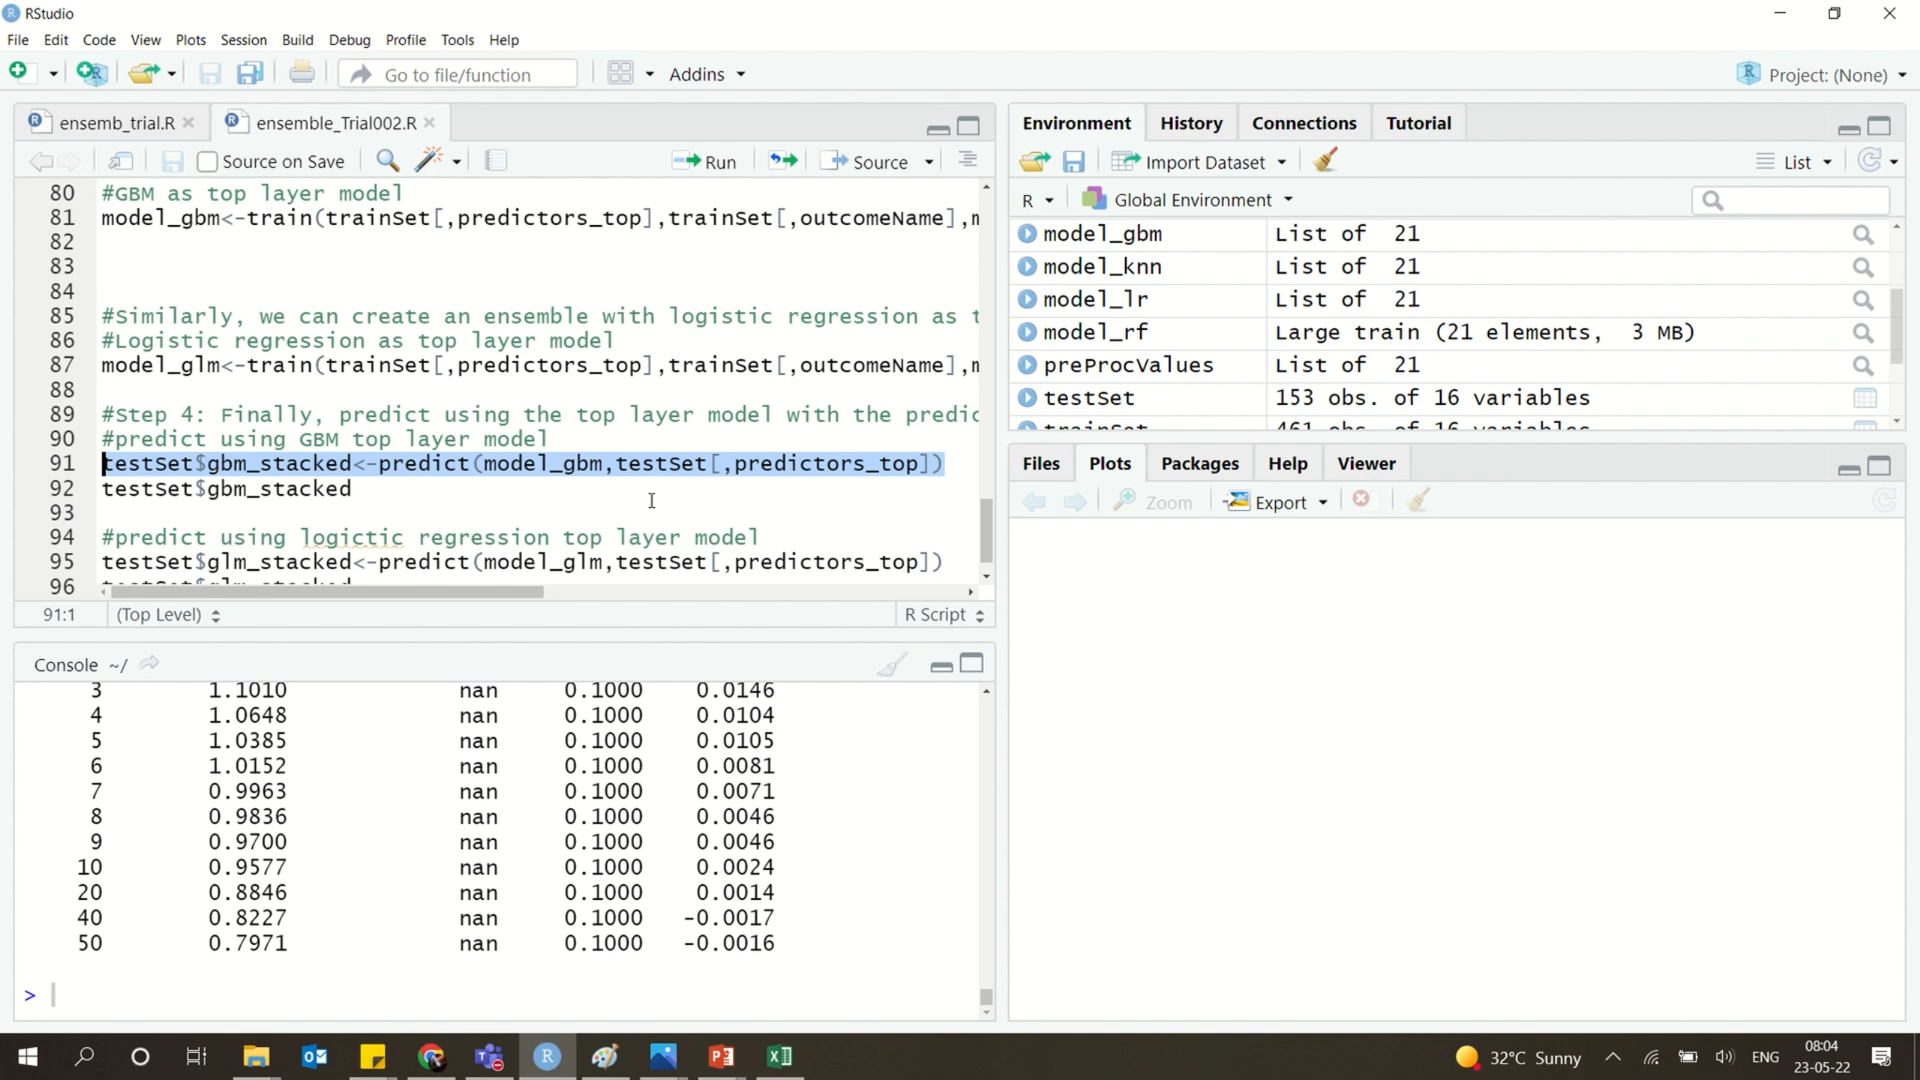 RStudio
File Edit Code View Plots Session Build Debug Profile Tools Help
Go to file/function Addins Project: (None)
ensemb_trial.R ensemble_Trial002.R
Source on Save Run Source
80 #GBM as top layer model
81 model_gbm<-train(trainSet[,predictors_top],trainSet[,outcomeName],m
82
83
84
85 #Similarly, we can create an ensemble with logistic regression as t
86 #Logistic regression as top layer model
87 model_glm<-train(trainSet[,predictors_top],trainSet[,outcomeName],m
88
89 #Step 4: Finally, predict using the top layer model with the predic
90 #predict using GBM top layer model
91 testSet$gbm_stacked<-predict(model_gbm,testSet[,predictors_top])
92 testSet$gbm_stacked
93
94 #predict using logictic regression top layer model
95 testSet$glm_stacked<-predict(model_glm,testSet[,predictors_top])
96 testSet$glm_stacked
91:1 (Top Level) R Script
Console ~/
3 1.1010 nan 0.1000 0.0146
4 1.0648 nan 0.1000 0.0104
5 1.0385 nan 0.1000 0.0105
6 1.0152 nan 0.1000 0.0081
7 0.9963 nan 0.1000 0.0071
8 0.9836 nan 0.1000 0.0046
9 0.9700 nan 0.1000 0.0046
10 0.9577 nan 0.1000 0.0024
20 0.8846 nan 0.1000 0.0014
40 0.8227 nan 0.1000 -0.0017
50 0.7971 nan 0.1000 -0.0016
>
Environment History Connections Tutorial
Import Dataset List
R Global Environment
model_gbm List of 21
model_knn List of 21
model_lr List of 21
model_rf Large train (21 elements, 3 MB)
preProcValues List of 21
testSet 153 obs. of 16 variables
trainSet 461 obs. of 16 variables
Files Plots Packages Help Viewer
Zoom Export
32°C Sunny ENG 08:04
23-05-22